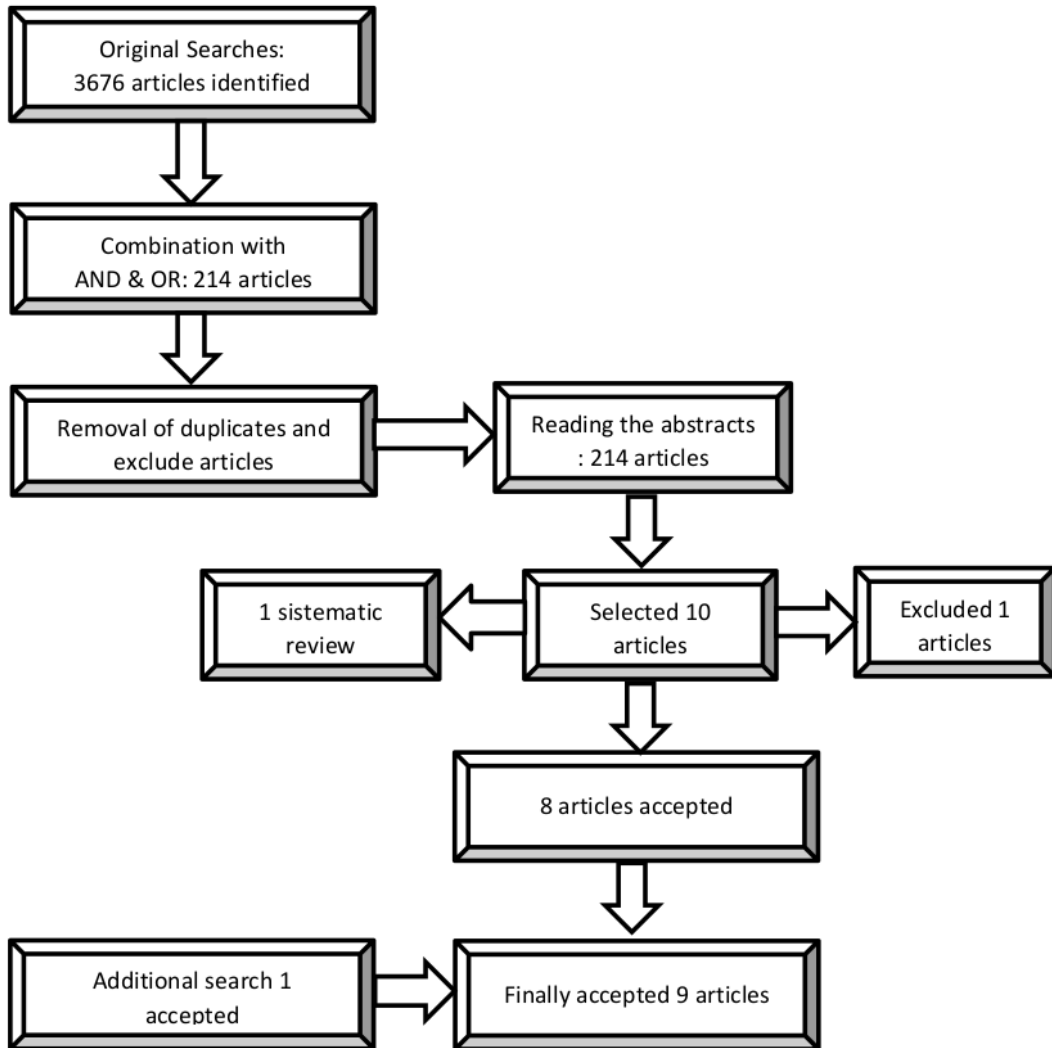 Original Searches:
3676 articles identified
Combination with
AND & OR: 214 articles
Removal of duplicates and
exclude articles
Reading the abstracts
: 214 articles
1 sistematic
review
Selected 10
articles
Excluded 1
articles
8 articles accepted
Additional search 1
accepted
Finally accepted 9 articles